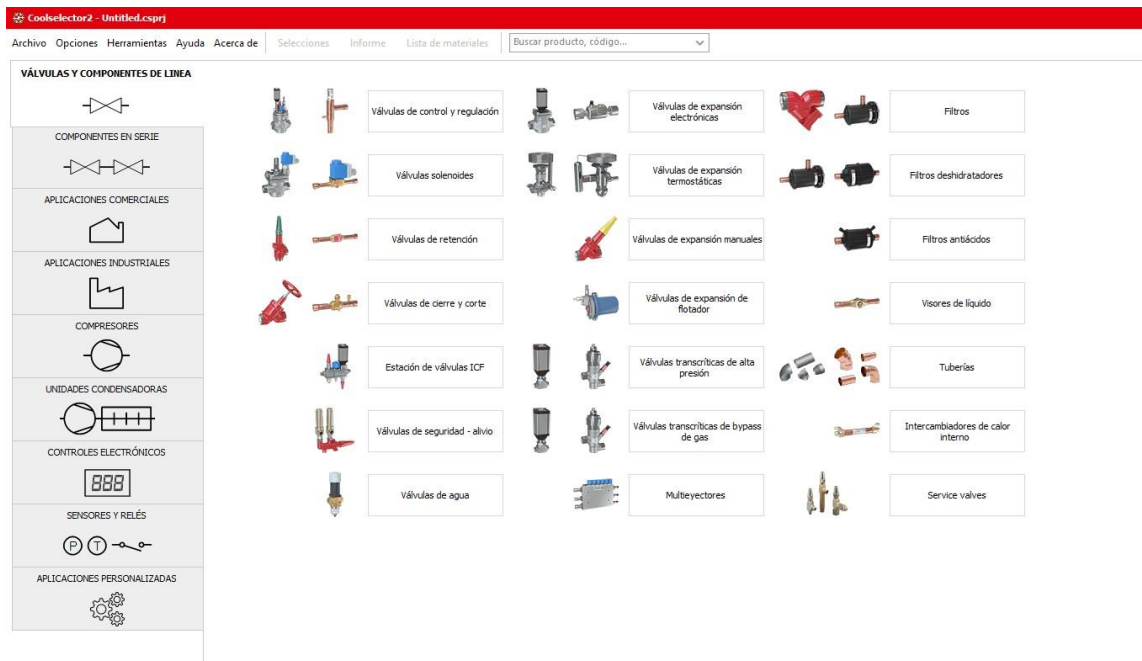 Coolselector2 - Untitled.csprj
Archivo Opciones Herramientas Ayuda Acerca de Selecciones Informe Lista de materiales Buscar producto, código...
VÁLVULAS Y COMPONENTES DE LINEA
COMPONENTES EN SERIE
APLICACIONES COMERCIALES
APLICACIONES INDUSTRIALES
COMPRESORES
UNIDADES CONDENSADORAS
CONTROLES ELECTRÓNICOS
888
SENSORES Y RELÉS
P T
APLICACIONES PERSONALIZADAS
Válvulas de control y regulación
Válvulas solenoides
Válvulas de retención
Válvulas de cierre y corte
Estación de válvulas ICF
Válvulas de seguridad - alivio
Válvulas de agua
Válvulas de expansión
electrónicas
Válvulas de expansión
termostáticas
Válvulas de expansión manuales
Válvulas de expansión de
flotador
Válvulas transcríticas de alta
presión
Válvulas transcríticas de bypass
de gas
Multieyectores
Filtros
Filtros deshidratadores
Filtros antiácidos
Visores de líquido
Tuberías
Intercambiadores de calor
interno
Service valves